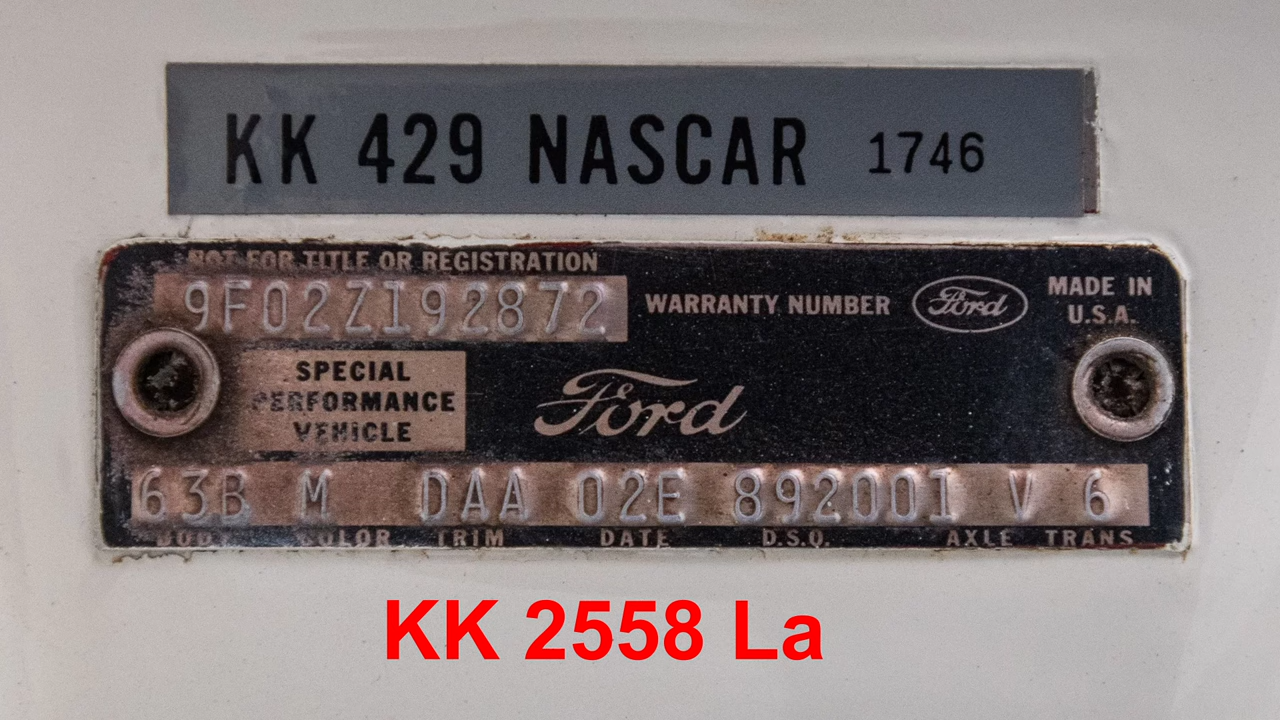 KK 429 NASCAR 1746
NOT FOR TITLE OR REGISTRATION
9F02Z192872 WARRANTY NUMBER Ford MADE IN U.S.A.
SPECIAL
PERFORMANCE
VEHICLE
Ford
63B M DAA 02E 892001 V 6
BODY COLOR TRIM DATE D.S.O. AXLE TRANS
KK 2558 La